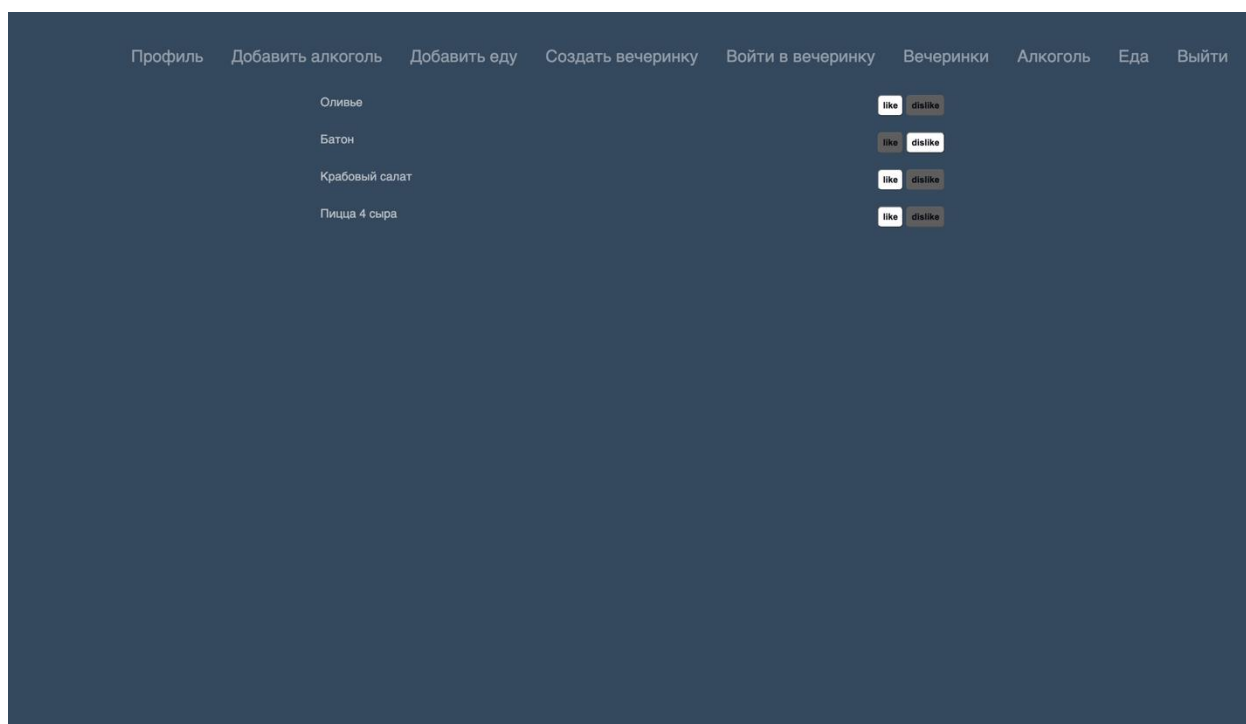 Профиль Добавить алкоголь Добавить еду Создать вечеринку Войти в вечеринку Вечеринки Алкоголь Еда Выйти
Оливье like dislike
Батон like dislike
Крабовый салат like dislike
Пицца 4 сыра like dislike